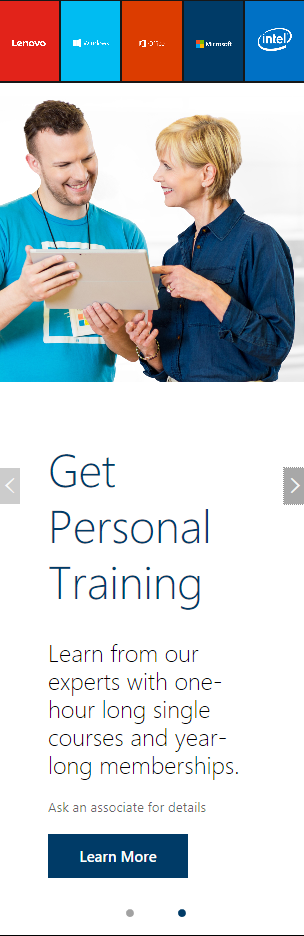 Lenovo
Windows
Office
Microsoft
intel
Get
Personal
Training
Learn from our
experts with one-
hour long single
courses and year-
long memberships.
Ask an associate for details
Learn More